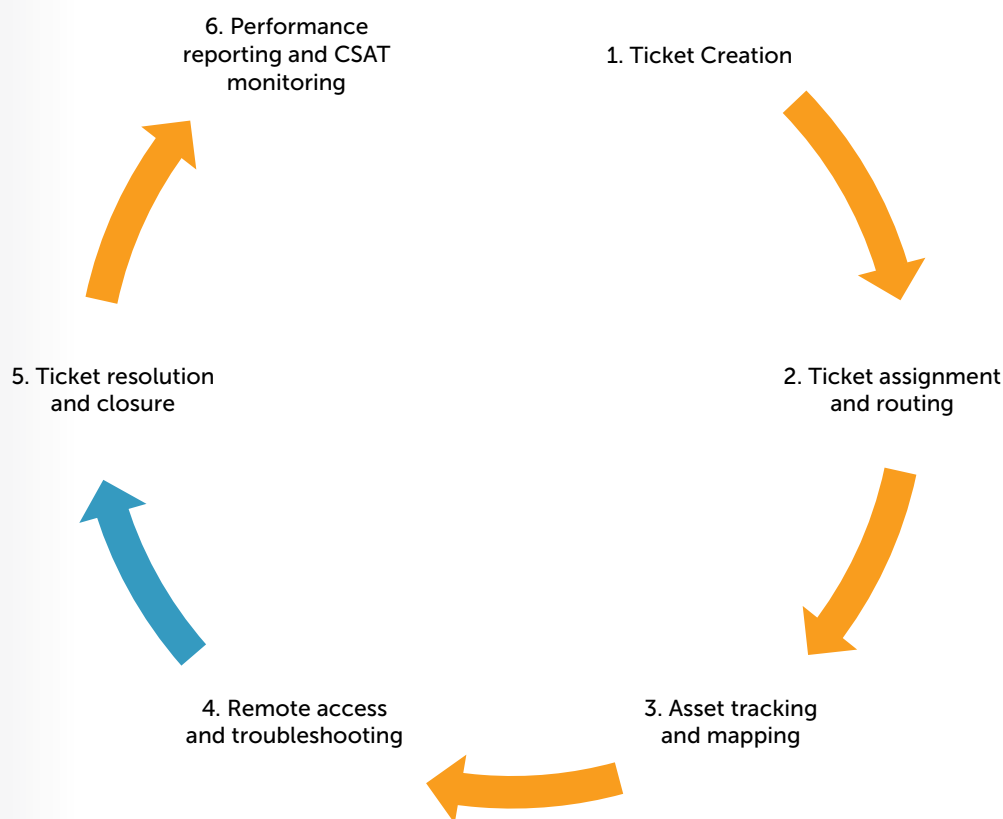 6. Performance
reporting and CSAT
monitoring
1. Ticket Creation
5. Ticket resolution
and closure
2. Ticket assignment
and routing
4. Remote access
and troubleshooting
3. Asset tracking
and mapping